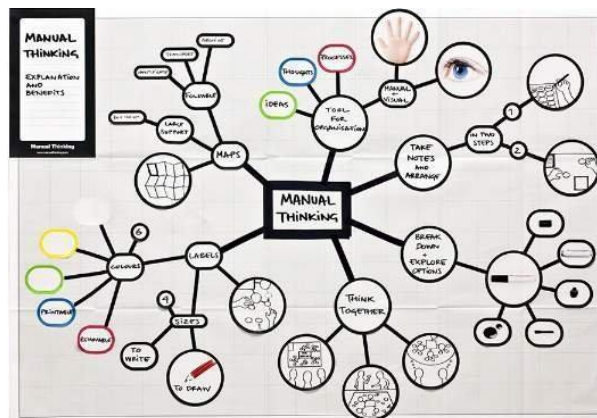 MANUAL
THINKING
EXPLANATION
AND
BENEFITS
Manual Thinking
FOLDABLE
LARGE
SUPPORT
MAPS
IDEAS
THOUGHTS
PROCESSES
TOOL
FOR
ORGANISATION
MANUAL
+
VISUAL
TAKE
NOTES
AND
ARRANGE
IN TWO
STEPS
1
2
MANUAL
THINKING
BREAK
DOWN
+
EXPLORE
OPTIONS
THINK
TOGETHER
LABELS
6
COLOURS
PRINTABLE
REMOVABLE
4
SIZES
TO
WRITE
TO DRAW